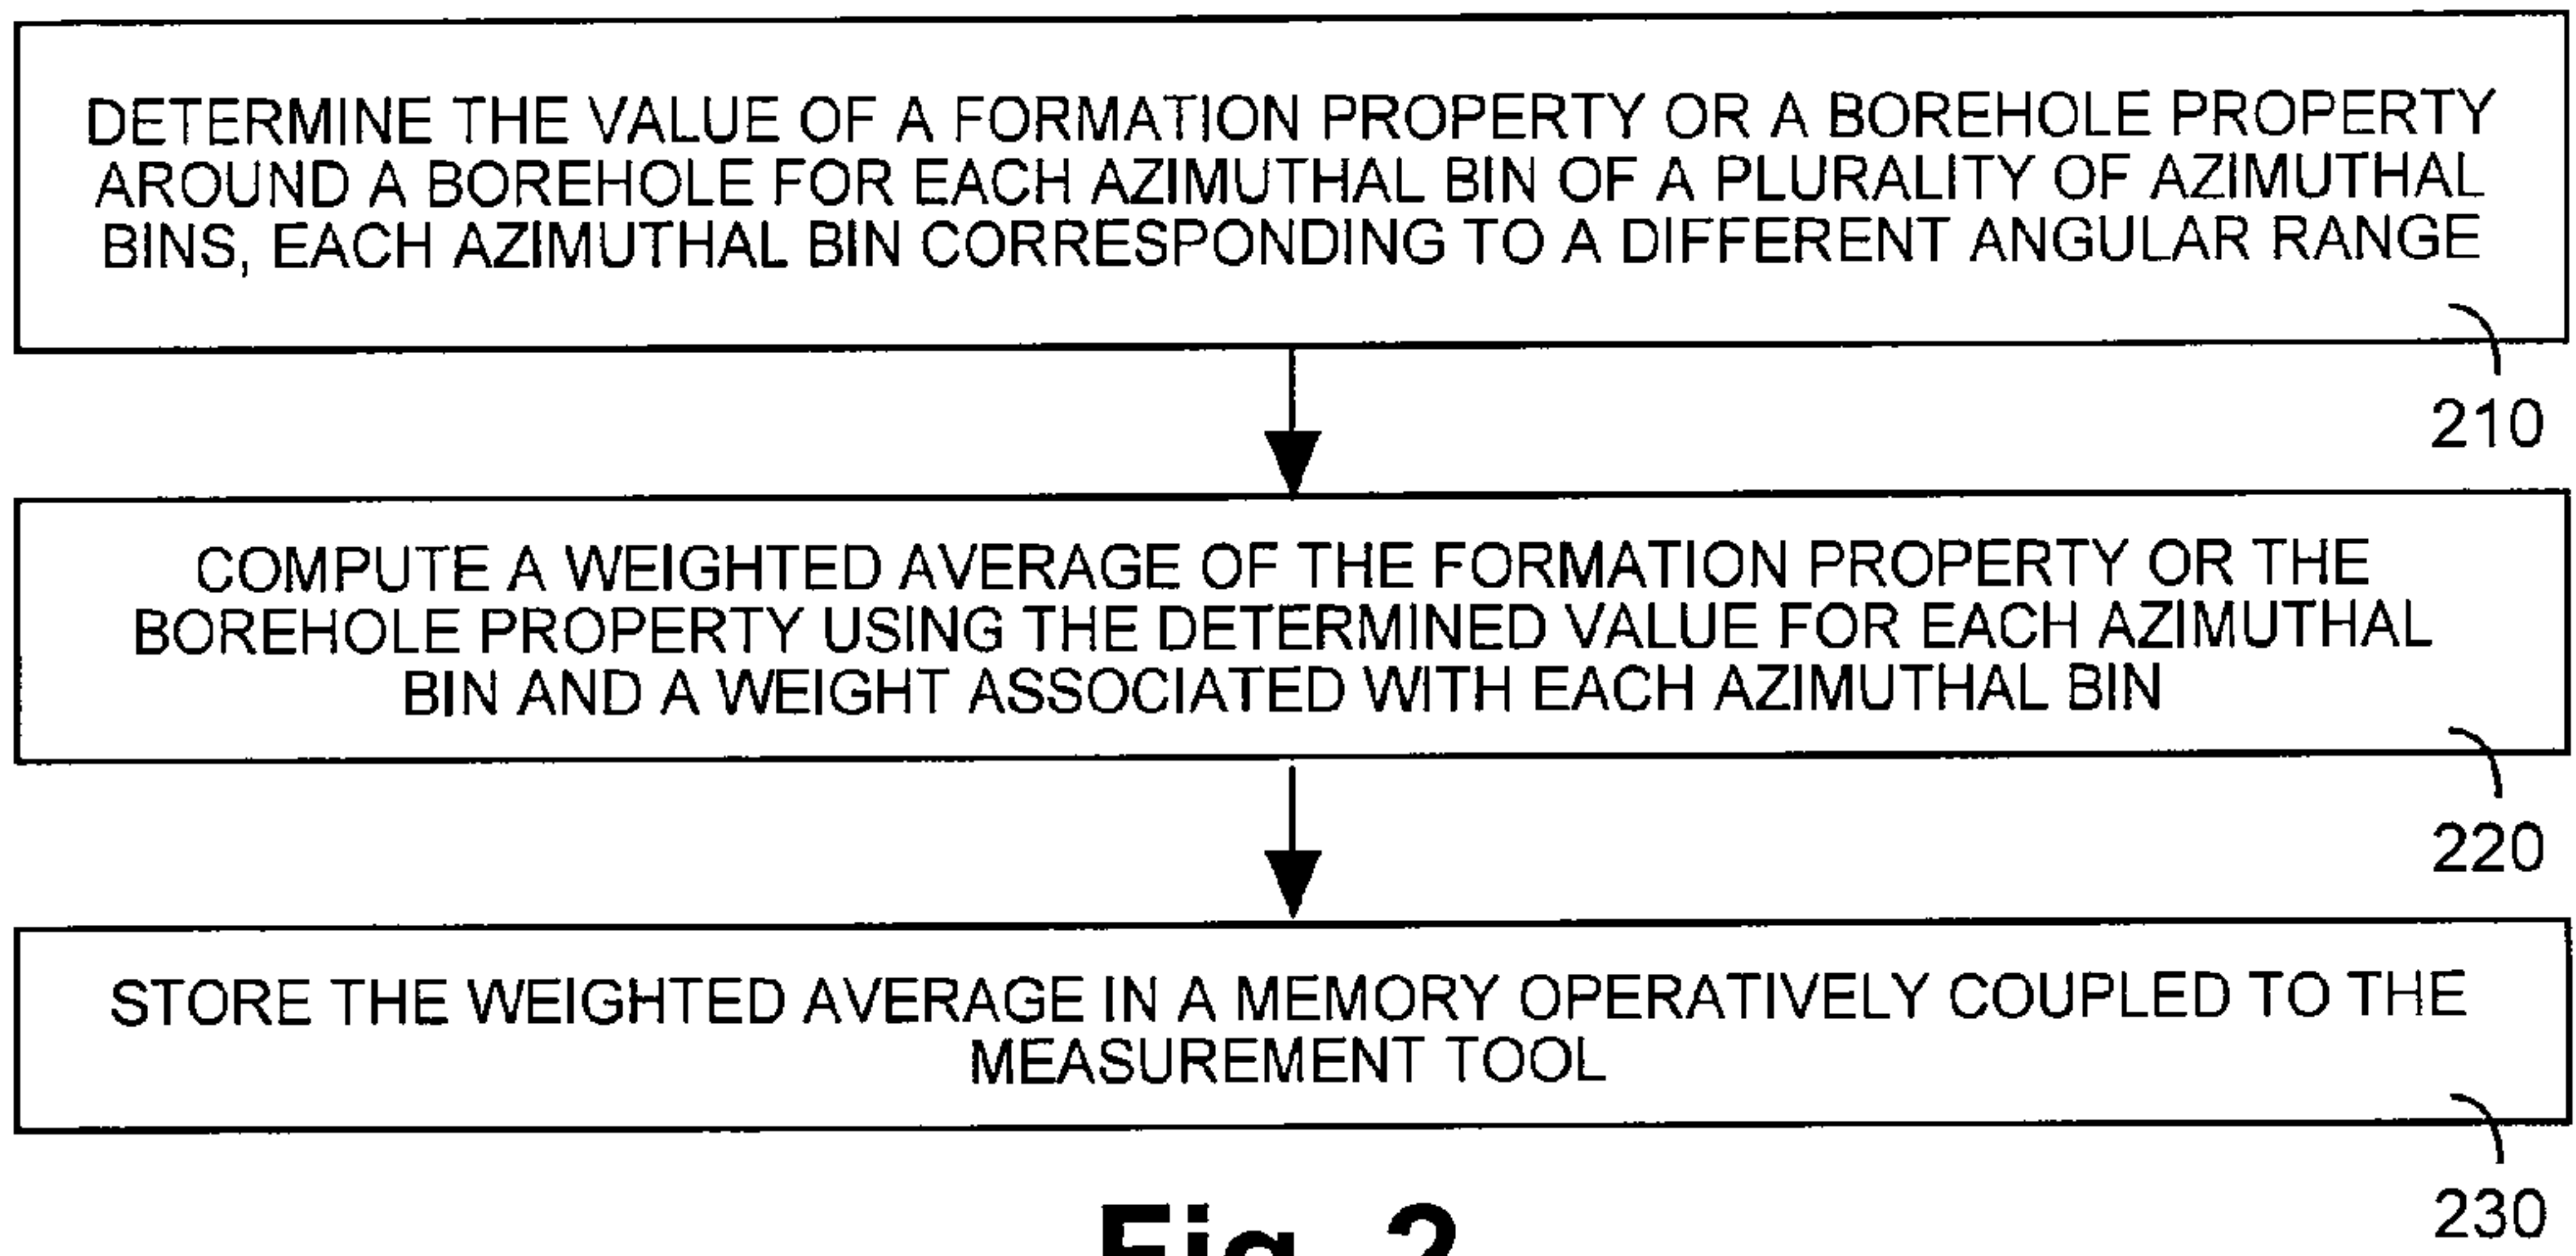 DETERMINE THE VALUE OF A FORMATION PROPERTY OR A BOREHOLE PROPERTY
AROUND A BOREHOLE FOR EACH AZIMUTHAL BIN OF A PLURALITY OF AZIMUTHAL
BINS, EACH AZIMUTHAL BIN CORRESPONDING TO A DIFFERENT ANGULAR RANGE
210
COMPUTE A WEIGHTED AVERAGE OF THE FORMATION PROPERTY OR THE
BOREHOLE PROPERTY USING THE DETERMINED VALUE FOR EACH AZIMUTHAL
BIN AND A WEIGHT ASSOCIATED WITH EACH AZIMUTHAL BIN
220
STORE THE WEIGHTED AVERAGE IN A MEMORY OPERATIVELY COUPLED TO THE
MEASUREMENT TOOL
230
Fig. 2